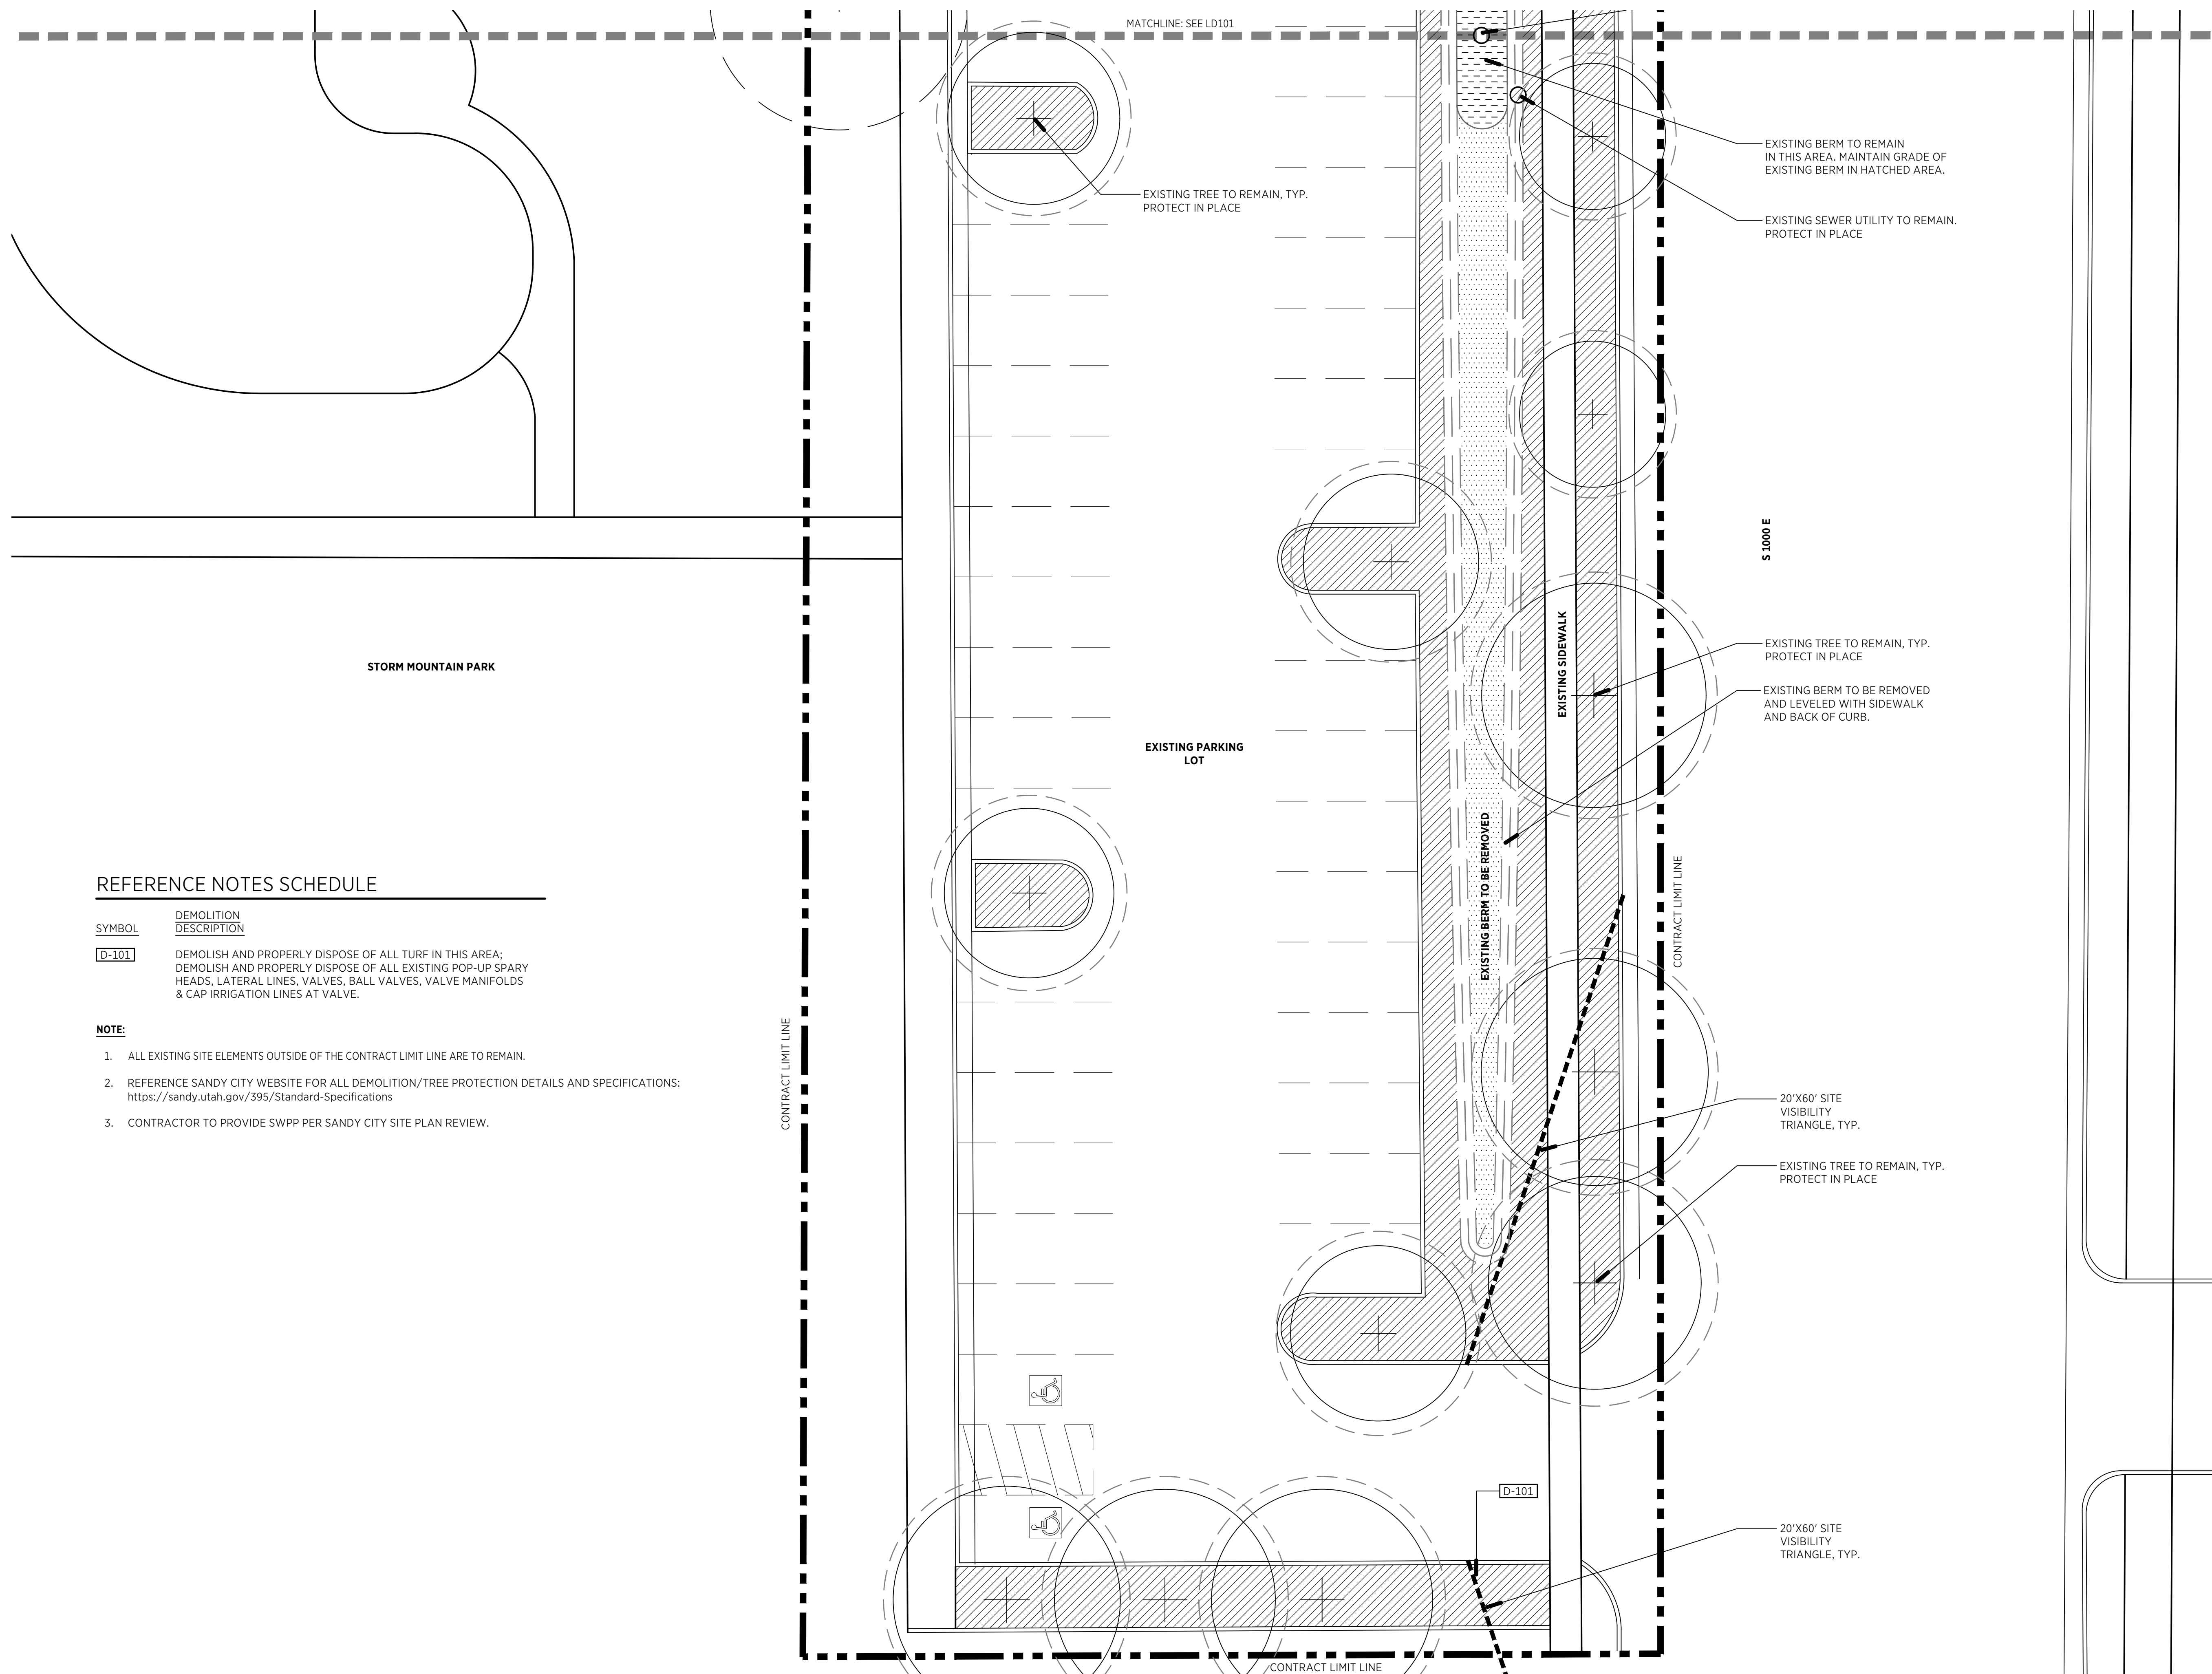 MATCHLINE: SEE LD101
EXISTING BERM TO REMAIN
IN THIS AREA. MAINTAIN GRADE OF
EXISTING BERM IN HATCHED AREA.
EXISTING TREE TO REMAIN, TYP.
PROTECT IN PLACE
EXISTING SEWER UTILITY TO REMAIN.
PROTECT IN PLACE
S 1000 E
EXISTING SIDEWALK
EXISTING TREE TO REMAIN, TYP.
PROTECT IN PLACE
STORM MOUNTAIN PARK
EXISTING BERM TO BE REMOVED
AND LEVELED WITH SIDEWALK
AND BACK OF CURB.
EXISTING PARKING
LOT
EXISTING BERM TO BE REMOVED
CONTRACT LIMIT LINE
REFERENCE NOTES SCHEDULE
SYMBOL
DEMOLITION
DESCRIPTION
D-101
DEMOLISH AND PROPERLY DISPOSE OF ALL TURF IN THIS AREA;
DEMOLISH AND PROPERLY DISPOSE OF ALL EXISTING POP-UP SPARY
HEADS, LATERAL LINES, VALVES, BALL VALVES, VALVE MANIFOLDS
& CAP IRRIGATION LINES AT VALVE.
NOTE:
1. ALL EXISTING SITE ELEMENTS OUTSIDE OF THE CONTRACT LIMIT LINE ARE TO REMAIN.
2. REFERENCE SANDY CITY WEBSITE FOR ALL DEMOLITION/TREE PROTECTION DETAILS AND SPECIFICATIONS:
https://sandy.utah.gov/395/Standard-Specifications
3. CONTRACTOR TO PROVIDE SWPP PER SANDY CITY SITE PLAN REVIEW.
CONTRACT LIMIT LINE
20'X60' SITE
VISIBILITY
TRIANGLE, TYP.
EXISTING TREE TO REMAIN, TYP.
PROTECT IN PLACE
D-101
20'X60' SITE
VISIBILITY
TRIANGLE, TYP.
CONTRACT LIMIT LINE